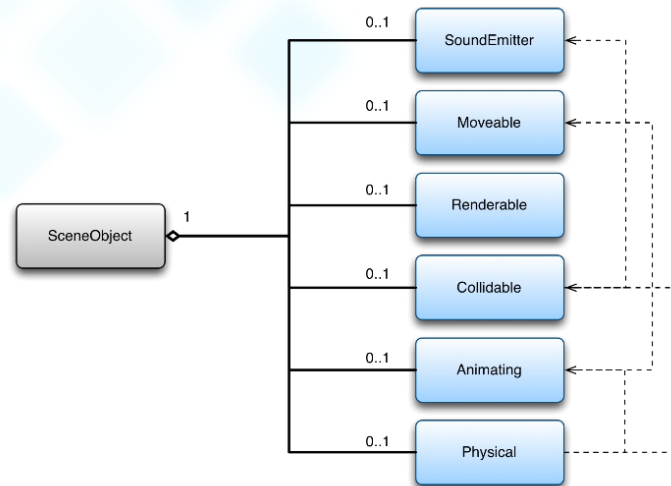 0..1
SoundEmitter
0..1
Moveable
0..1
Renderable
1
SceneObject
0..1
Collidable
0..1
Animating
0..1
Physical